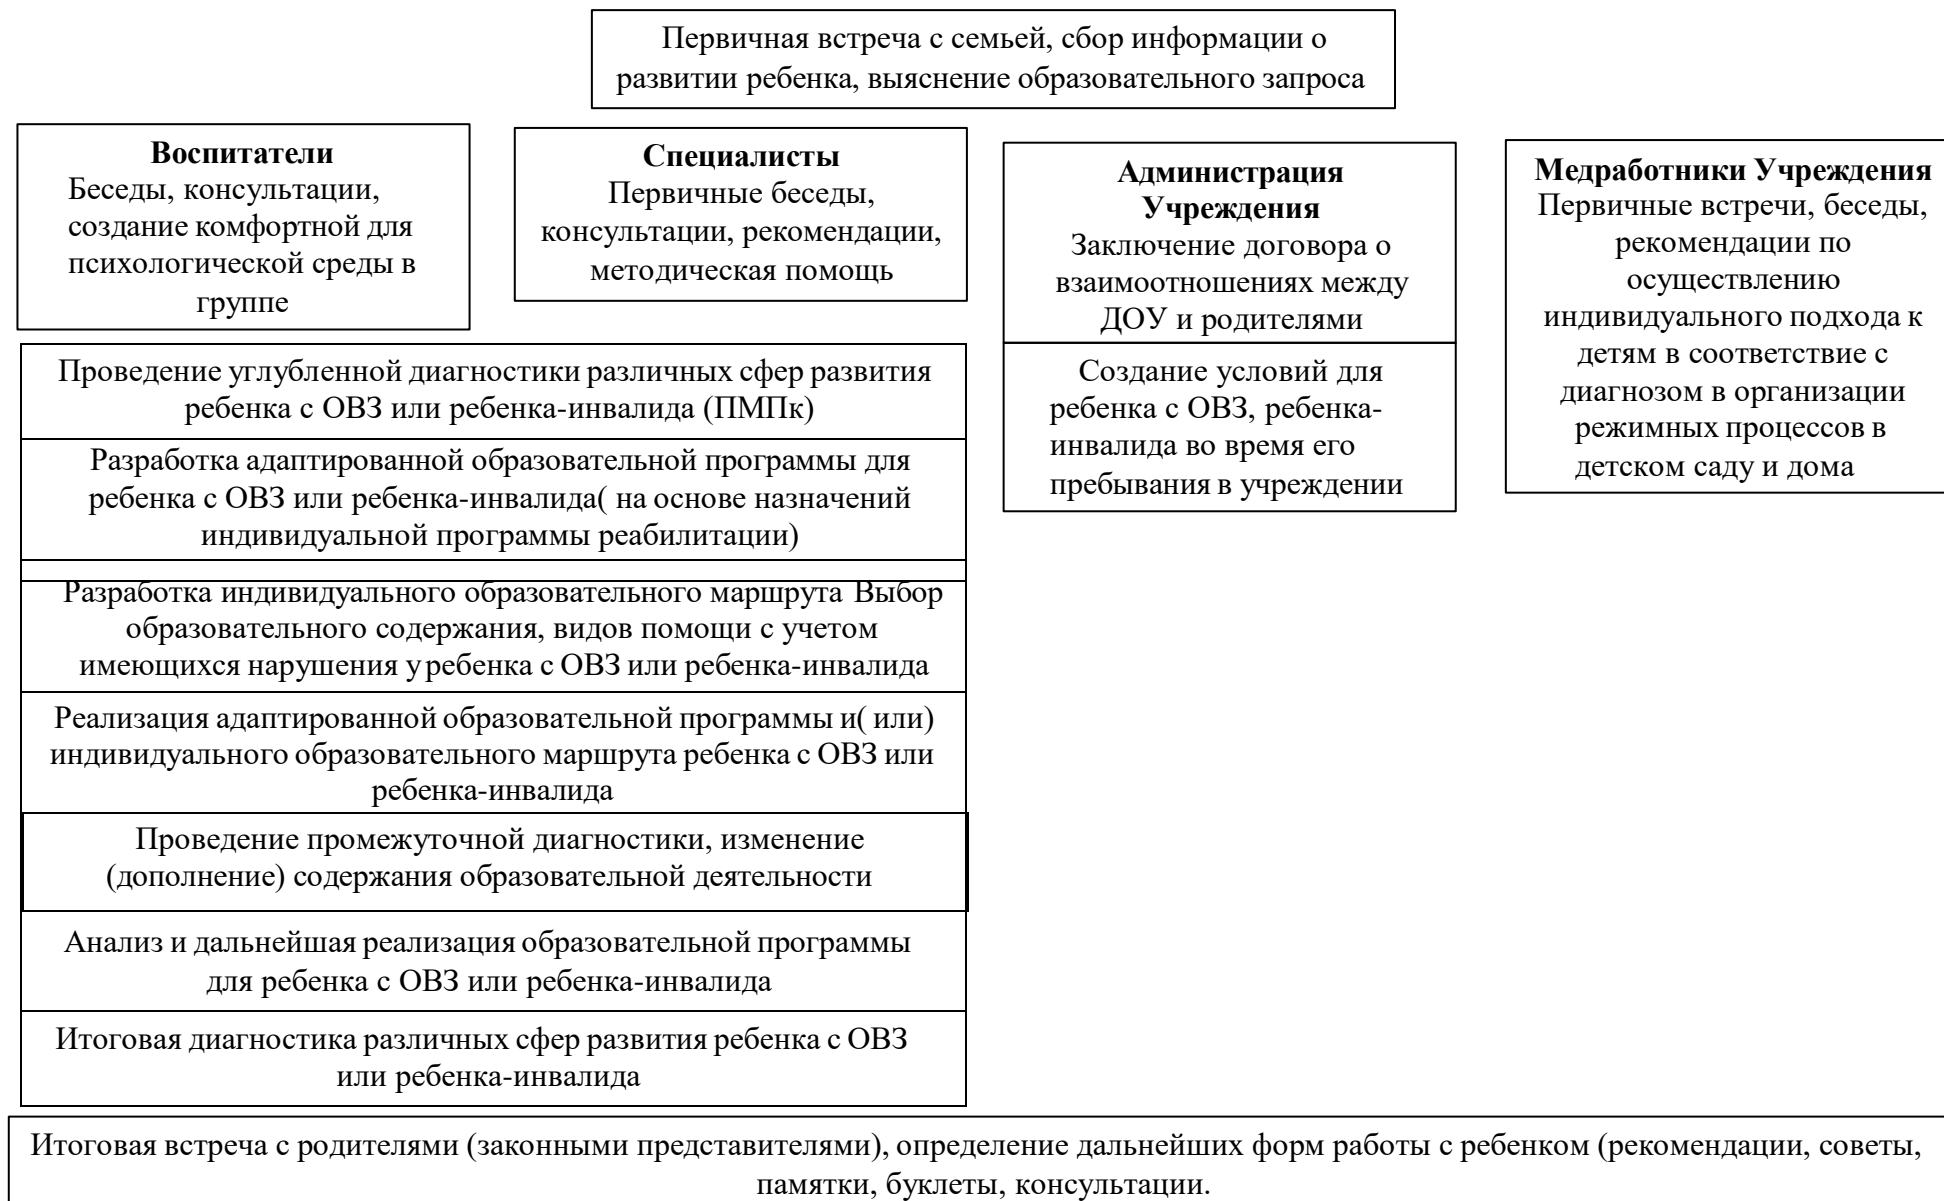 Первичная встреча с семьей, сбор информации о
развитии ребенка, выяснение образовательного запроса
Воспитатели
Беседы, консультации,
создание комфортной для
психологической среды в
группе
Специалисты
Первичные беседы,
консультации, рекомендации,
методическая помощь
Администрация
Учреждения
Заключение договора о
взаимоотношениях между
ДОУ и родителями
Медработники Учреждения
Первичные встречи, беседы,
рекомендации по
осуществлению
индивидуального подхода к
детям в соответствие с
диагнозом в организации
режимных процессов в
детском саду и дома
Проведение углубленной диагностики различных сфер развития
ребенка с ОВЗ или ребенка-инвалида (ПМПк)
Создание условий для
ребенка с ОВЗ, ребенка-
инвалида во время его
пребывания в учреждении
Разработка адаптированной образовательной программы для
ребенка с ОВЗ или ребенка-инвалида( на основе назначений
индивидуальной программы реабилитации)
Разработка индивидуального образовательного маршрута Выбор
образовательного содержания, видов помощи с учетом
имеющихся нарушения у ребенка с ОВЗ или ребенка-инвалида
Реализация адаптированной образовательной программы и( или)
индивидуального образовательного маршрута ребенка с ОВЗ или
ребенка-инвалида
Проведение промежуточной диагностики, изменение
(дополнение) содержания образовательной деятельности
Анализ и дальнейшая реализация образовательной программы
для ребенка с ОВЗ или ребенка-инвалида
Итоговая диагностика различных сфер развития ребенка с ОВЗ
или ребенка-инвалида
Итоговая встреча с родителями (законными представителями), определение дальнейших форм работы с ребенком (рекомендации, советы,
памятки, буклеты, консультации.